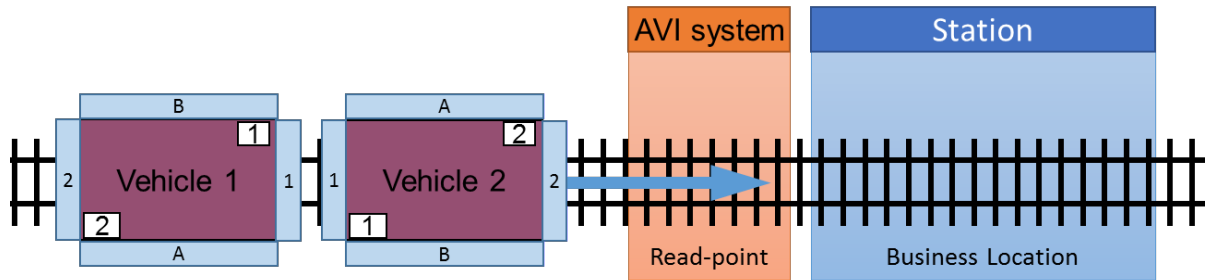 AVI system
Station
B
A
1
2
2
Vehicle 1
1
1
Vehicle 2
2
2
1
A
B
Read-point
Business Location